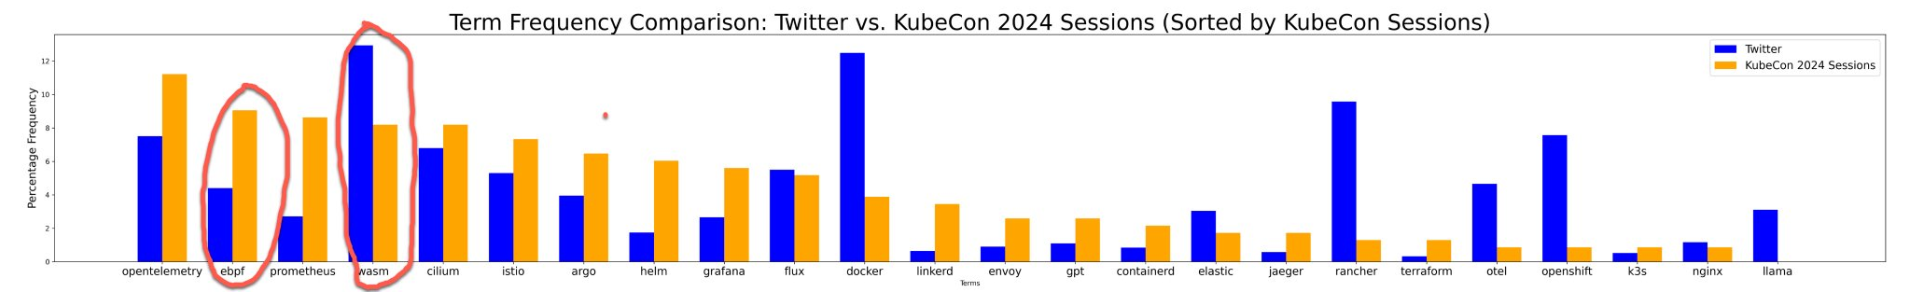 Term Frequency Comparison: Twitter vs. KubeCon 2024 Sessions (Sorted by KubeCon Sessions)
Twitter
KubeCon 2024 Sessions
Percentage Frequency
12
10
8
6
4
2
0
opentelemetry ebpf prometheus wasm cilium istio argo helm grafana flux docker linkerd envoy gpt containerd elastic jaeger rancher terraform otel openshift k3s nginx llama
Terms